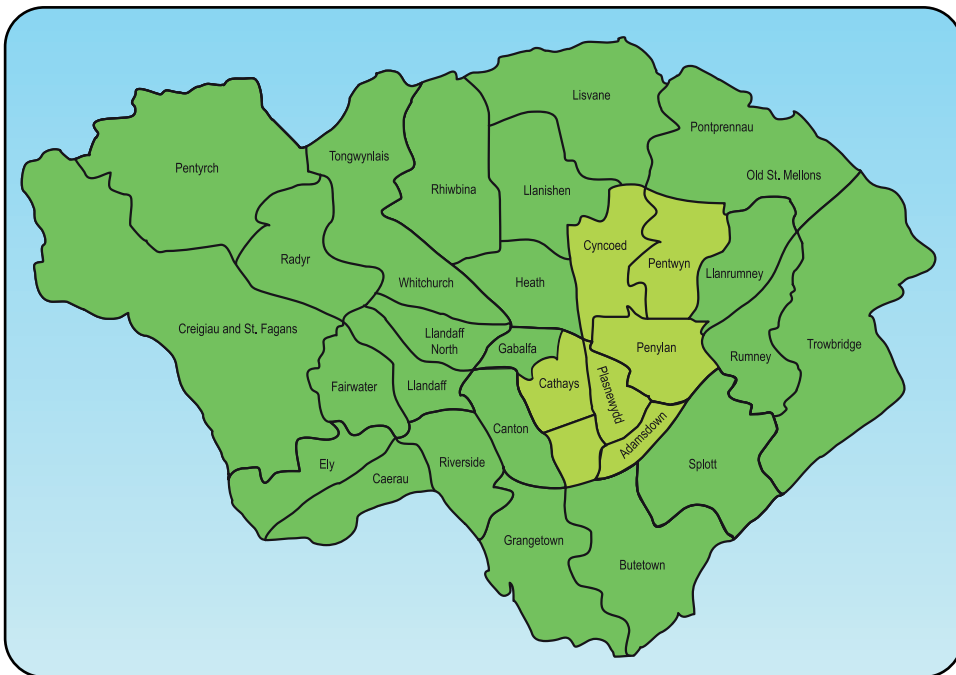 Lisvane
Pontprennau
Tongwynlais
Pentyrch
Old St. Mellons
Rhiwbina
Llanishen
Cyncoed
Radyr
Pentwyn
Llanrumney
Whitchurch
Heath
Creigiau and St. Fagans
Llandaff
North
Gabalfa
Penylan
Trowbridge
Rumney
Cathays
Plasnewydd
Fairwater
Llandaff
Canton
Adamsdown
Ely
Riverside
Splott
Caerau
Grangetown
Butetown